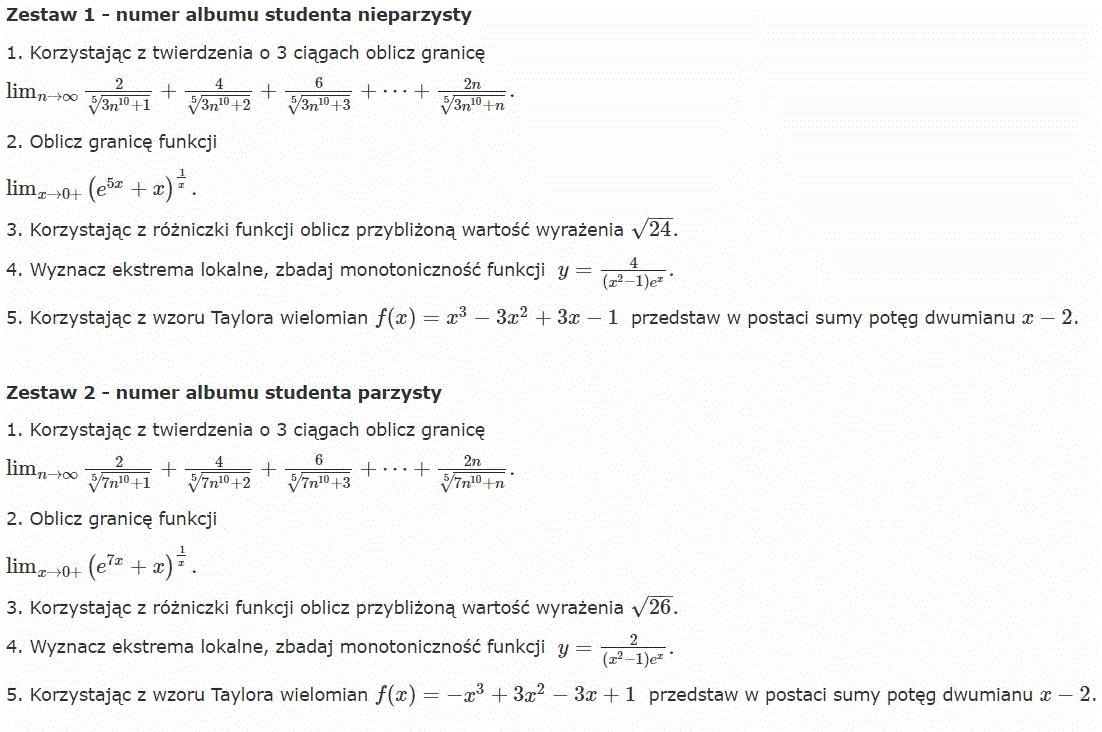 Zestaw 1 - numer albumu studenta nieparzysty
1. Korzystając z twierdzenia o 3 ciągach oblicz granicę
$\lim_{n\to\infty} \frac{2}{\sqrt[5]{3n^{10}+1}} + \frac{4}{\sqrt[5]{3n^{10}+2}} + \frac{6}{\sqrt[5]{3n^{10}+3}} + \cdots + \frac{2n}{\sqrt[5]{3n^{10}+n}}.$
2. Oblicz granicę funkcji
$\lim_{x\to 0+} \left(e^{5x} + x\right)^{\frac{1}{x}}.$
3. Korzystając z różniczki funkcji oblicz przybliżoną wartość wyrażenia $\sqrt{24}$.
4. Wyznacz ekstrema lokalne, zbadaj monotoniczność funkcji $y = \frac{4}{(x^2-1)e^x}$.
5. Korzystając z wzoru Taylora wielomian $f(x) = x^3 - 3x^2 + 3x - 1$ przedstaw w postaci sumy potęg dwumianu $x - 2$.
Zestaw 2 - numer albumu studenta parzysty
1. Korzystając z twierdzenia o 3 ciągach oblicz granicę
$\lim_{n\to\infty} \frac{2}{\sqrt[5]{7n^{10}+1}} + \frac{4}{\sqrt[5]{7n^{10}+2}} + \frac{6}{\sqrt[5]{7n^{10}+3}} + \cdots + \frac{2n}{\sqrt[5]{7n^{10}+n}}.$
2. Oblicz granicę funkcji
$\lim_{x\to 0+} \left(e^{7x} + x\right)^{\frac{1}{x}}.$
3. Korzystając z różniczki funkcji oblicz przybliżoną wartość wyrażenia $\sqrt{26}$.
4. Wyznacz ekstrema lokalne, zbadaj monotoniczność funkcji $y = \frac{2}{(x^2-1)e^x}$.
5. Korzystając z wzoru Taylora wielomian $f(x) = -x^3 + 3x^2 - 3x + 1$ przedstaw w postaci sumy potęg dwumianu $x - 2$.